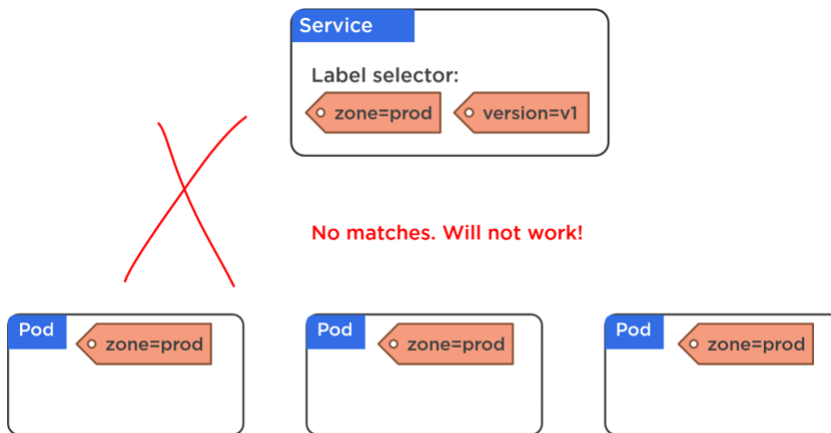 Service
Label selector:
zone=prod version=v1
No matches. Will not work!
Pod zone=prod
Pod zone=prod
Pod zone=prod